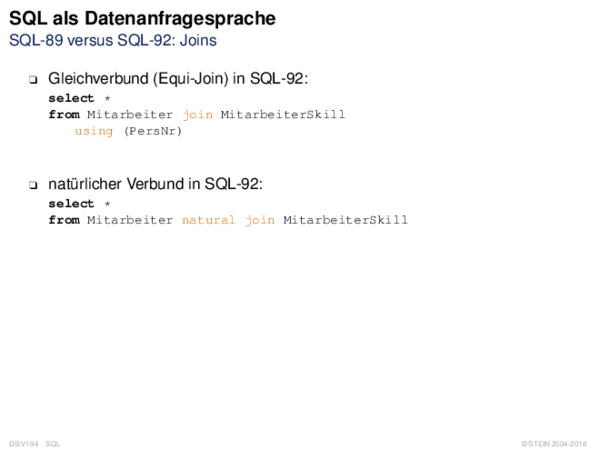 SQL als Datenanfragesprache
SQL-89 versus SQL-92: Joins
❑ Gleichverbund (Equi-Join) in SQL-92:
select *
from Mitarbeiter join MitarbeiterSkill
using (PersNr)
❑ natürlicher Verbund in SQL-92:
select *
from Mitarbeiter natural join MitarbeiterSkill
DB:VI-94 SQL
© STEIN 2004-2018